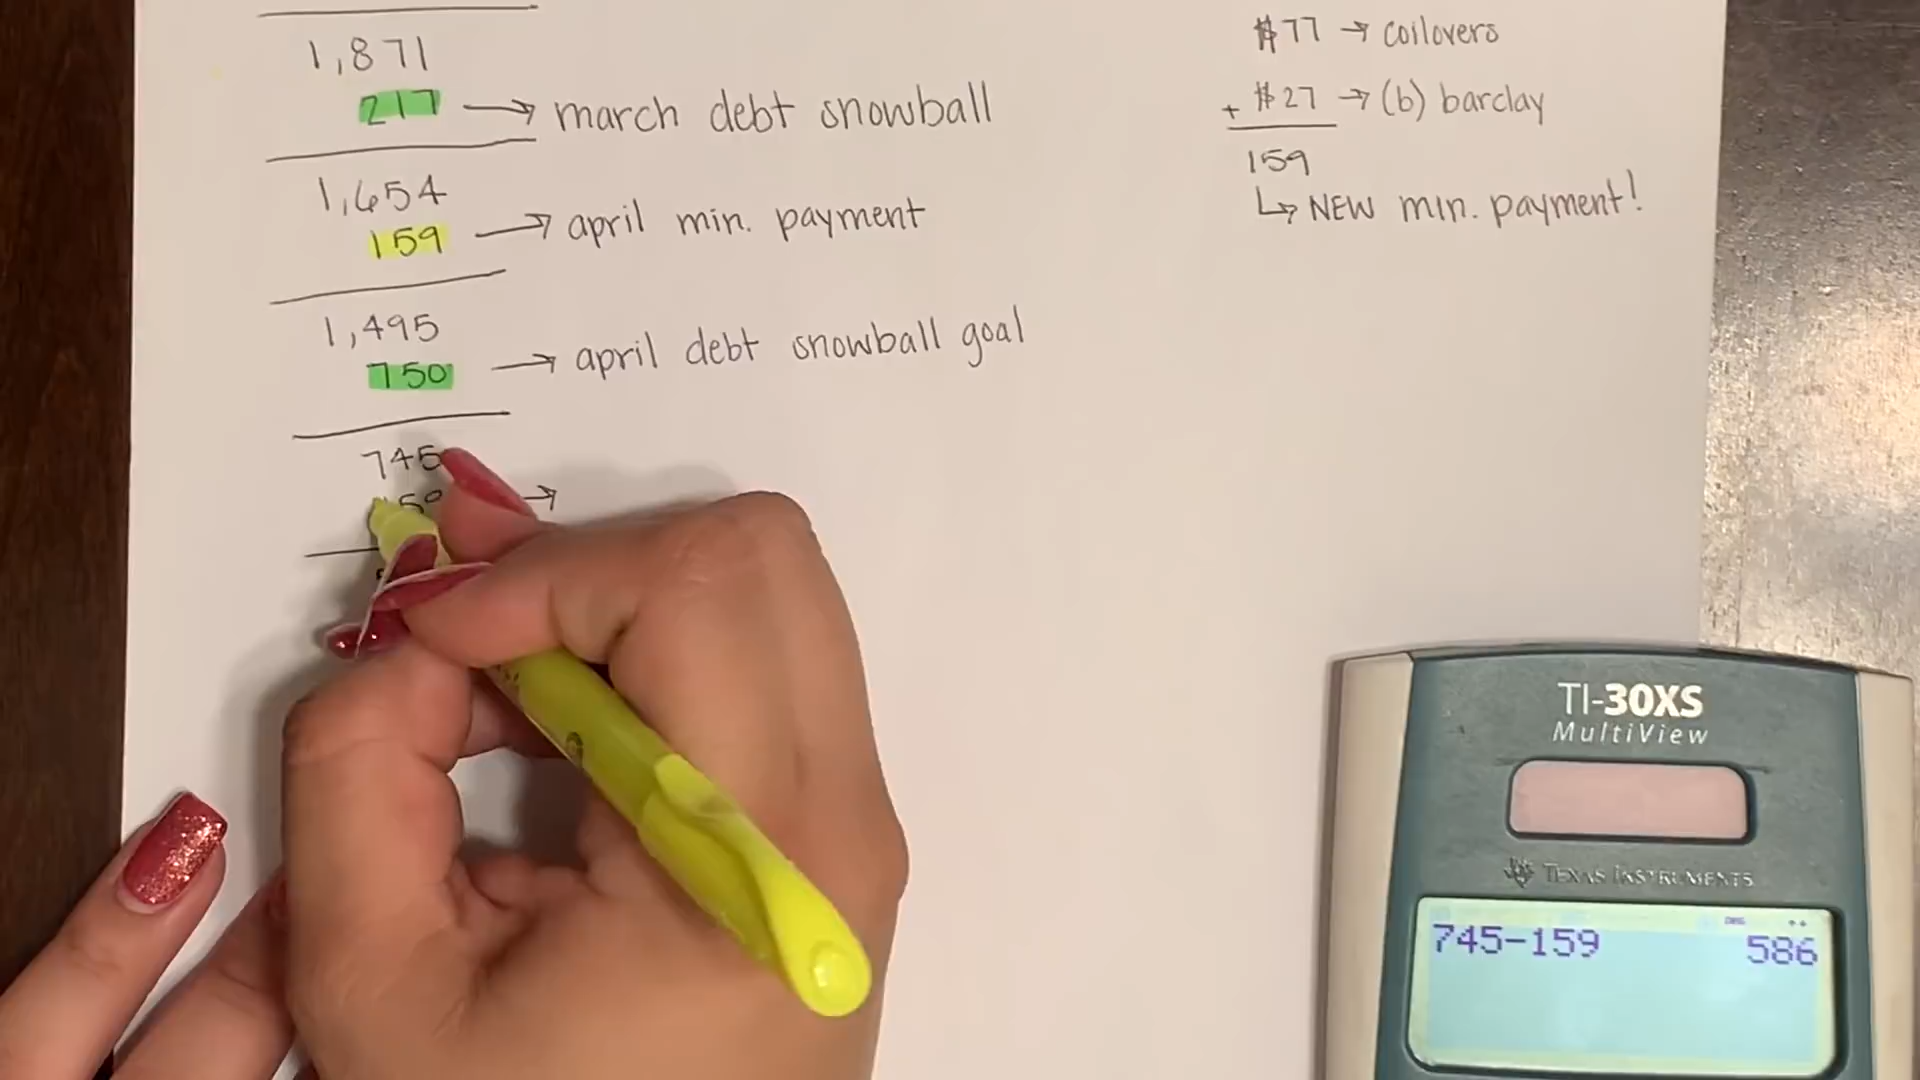 1,871
217 → march debt snowball
1,654
159 → april min. payment
1,495
750 → april debt snowball goal
745
→
$77 → coilovers
+ $27 → (b) barclay
159
↳ NEW min. payment!
TI-30XS
MultiView
TEXAS INSTRUMENTS
DEG
745-159 586